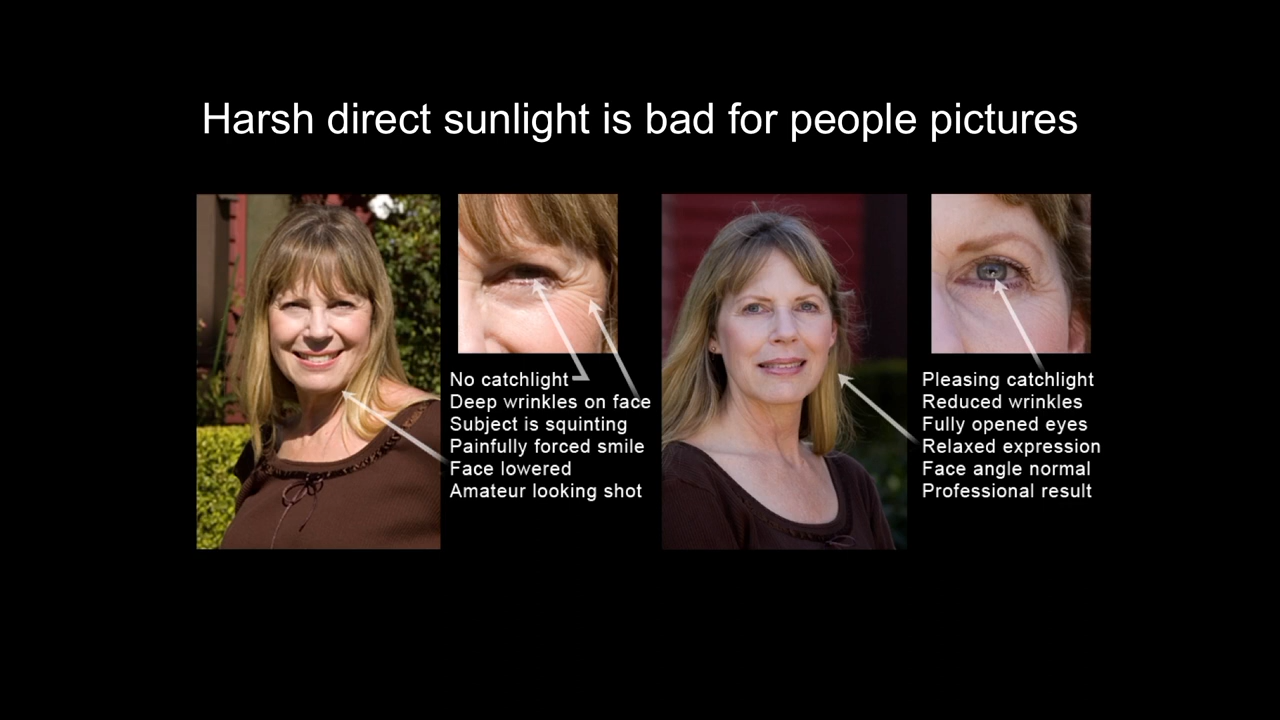 Harsh direct sunlight is bad for people pictures
No catchlight
Deep wrinkles on face
Subject is squinting
Painfully forced smile
Face lowered
Amateur looking shot
Pleasing catchlight
Reduced wrinkles
Fully opened eyes
Relaxed expression
Face angle normal
Professional result